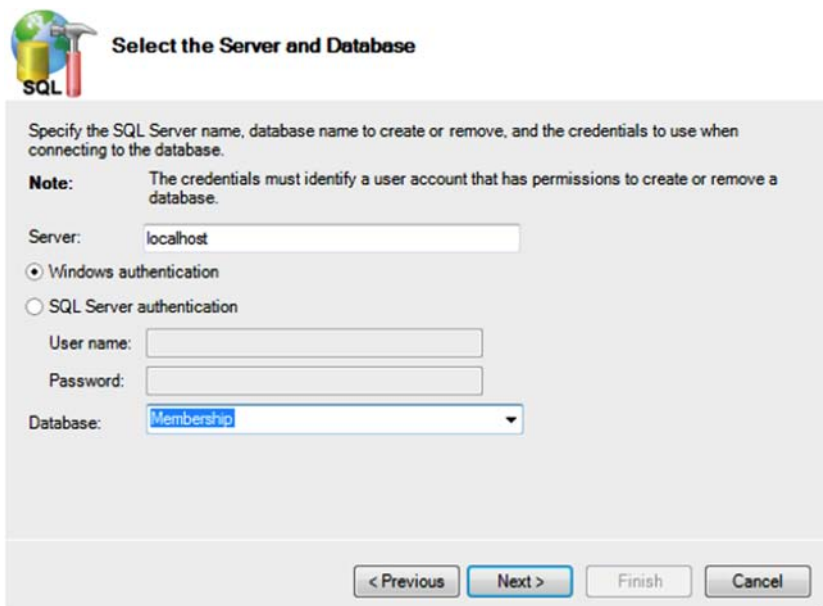 SQL
Select the Server and Database
Specify the SQL Server name, database name to create or remove, and the credentials to use when
connecting to the database.
Note: The credentials must identify a user account that has permissions to create or remove a
database.
Server: localhost
Windows authentication
SQL Server authentication
User name:
Password:
Database: Membership
< Previous Next > Finish Cancel